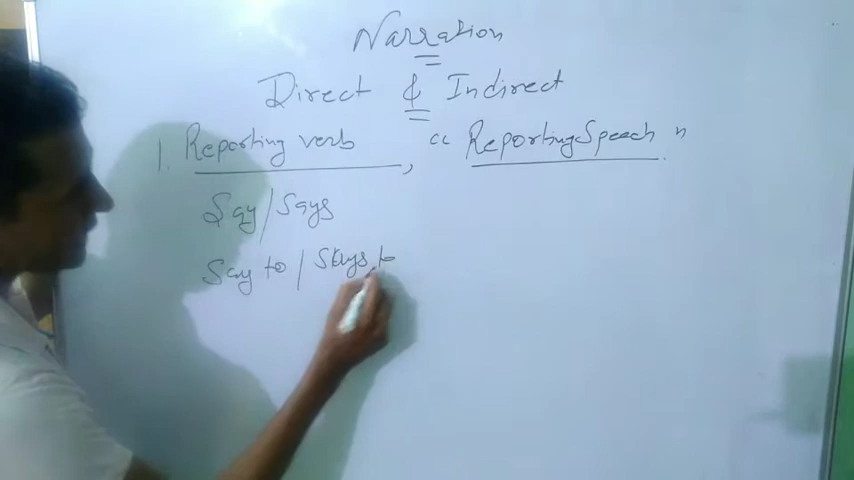 Narration
Direct & Indirect
1. Reporting verb, " Reporting Speech "
Say/Says
Say to / Says to